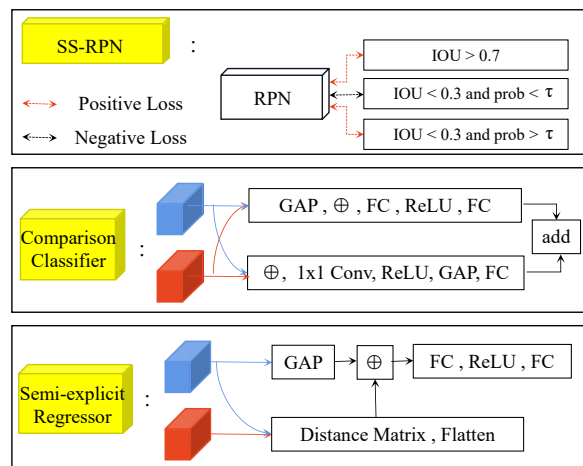 SS-RPN :
IOU > 0.7
Positive Loss
RPN
IOU < 0.3 and prob < τ
Negative Loss
IOU < 0.3 and prob > τ
Comparison
Classifier :
GAP , ⊕ , FC , ReLU , FC
add
⊕, 1x1 Conv, ReLU, GAP, FC
Semi-explicit
Regressor :
GAP
⊕
FC , ReLU , FC
Distance Matrix , Flatten